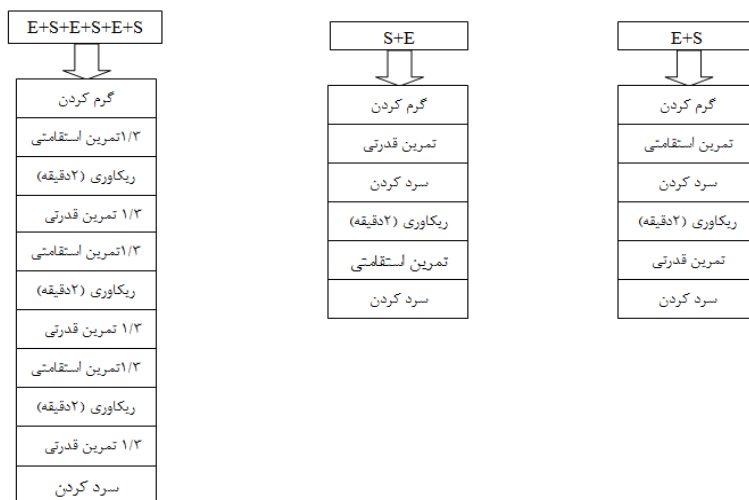 E+S+E+S+E+S
گرم کردن
۱/۳تمرین استقامتی
ریکاوری (۲دقیقه)
۱/۳ تمرین قدرتی
۱/۳تمرین استقامتی
ریکاوری (۲دقیقه)
۱/۳ تمرین قدرتی
۱/۳تمرین استقامتی
ریکاوری (۲دقیقه)
۱/۳ تمرین قدرتی
سرد کردن
S+E
گرم کردن
تمرین قدرتی
سرد کردن
ریکاوری (۲دقیقه)
تمرین استقامتی
سرد کردن
E+S
گرم کردن
تمرین استقامتی
سرد کردن
ریکاوری (۲دقیقه)
تمرین قدرتی
سرد کردن